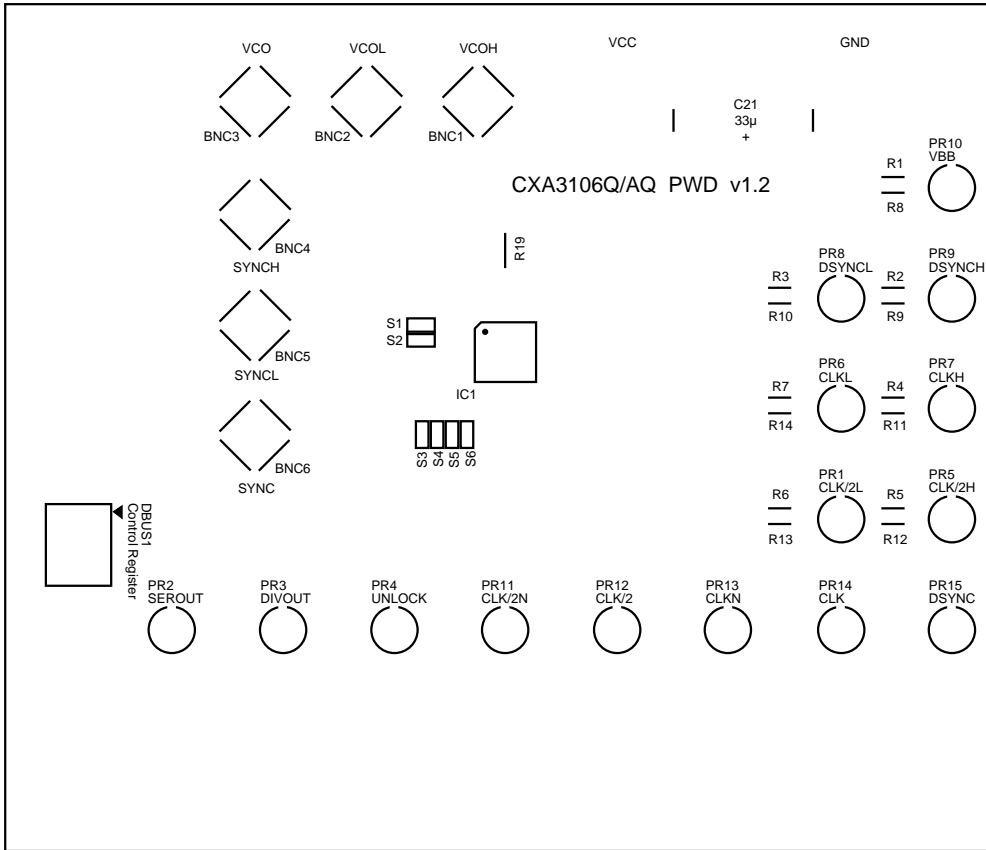 VCO
VCOL
VCOH
VCC
GND
BNC3
BNC2
BNC1
C21
33μ
+
CXA3106Q/AQ PWD v1.2
R1
R8
PR10
VBB
BNC4
SYNCH
R19
R3
R10
PR8
DSYNCL
R2
R9
PR9
DSYNCH
S1
S2
BNC5
SYNCL
IC1
R7
R14
PR6
CLKL
R4
R11
PR7
CLKH
S3
S4
S5
S6
BNC6
SYNC
R6
R13
PR1
CLK/2L
R5
R12
PR5
CLK/2H
DBUS1
Control Register
PR2
SEROUT
PR3
DIVOUT
PR4
UNLOCK
PR11
CLK/2N
PR12
CLK/2
PR13
CLKN
PR14
CLK
PR15
DSYNC